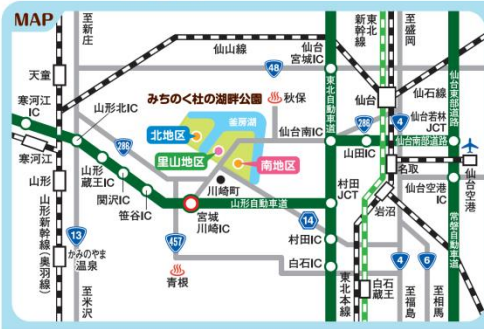 MAP
至新庄
仙山線
仙台宮城IC
東北新幹線
至盛岡
天童
48
仙石線
仙台東部道路
寒河江IC
みちのく杜の湖畔公園
秋保
東北自動車道
仙台
山形北IC
北地区
釜房湖
仙台若林JCT
286
里山地区
仙台南IC
286
4
仙台南部道路
寒河江
山形蔵王IC
南地区
山田IC
名取
山形
関沢IC
川崎町
村田JCT
仙台空港IC
仙台空港
笹谷IC
山形自動車道
岩沼
山形新幹線(奥羽線)
13
かみのやま温泉
宮城川崎IC
14
常磐自動車道
457
村田IC
青根
白石IC
4
6
至米沢
東北本線
白石蔵王
至福島
至相馬